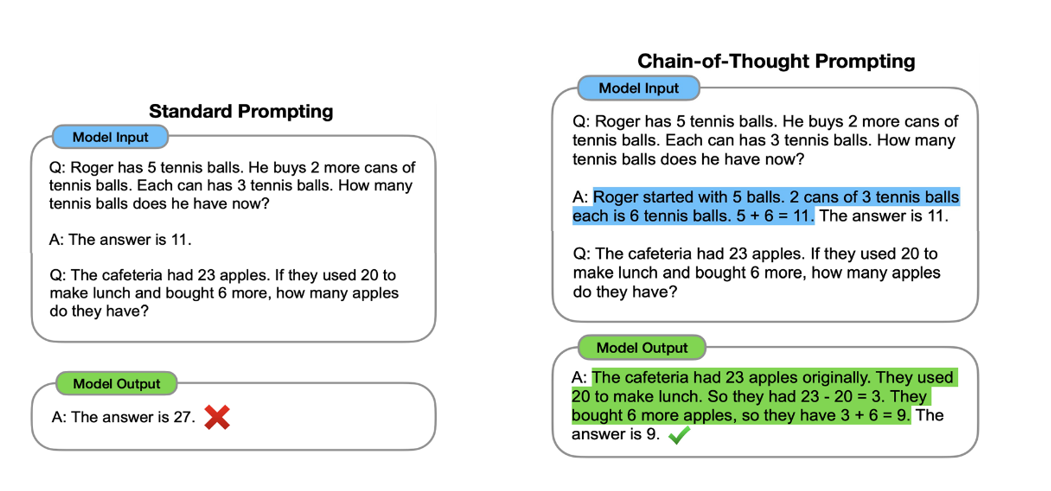 Standard Prompting
Model Input
Q: Roger has 5 tennis balls. He buys 2 more cans of
tennis balls. Each can has 3 tennis balls. How many
tennis balls does he have now?
A: The answer is 11.
Q: The cafeteria had 23 apples. If they used 20 to
make lunch and bought 6 more, how many apples
do they have?
Model Output
A: The answer is 27.
Chain-of-Thought Prompting
Model Input
Q: Roger has 5 tennis balls. He buys 2 more cans of
tennis balls. Each can has 3 tennis balls. How many
tennis balls does he have now?
A: Roger started with 5 balls. 2 cans of 3 tennis balls
each is 6 tennis balls. 5 + 6 = 11. The answer is 11.
Q: The cafeteria had 23 apples. If they used 20 to
make lunch and bought 6 more, how many apples
do they have?
Model Output
A: The cafeteria had 23 apples originally. They used
20 to make lunch. So they had 23 - 20 = 3. They
bought 6 more apples, so they have 3 + 6 = 9. The
answer is 9.